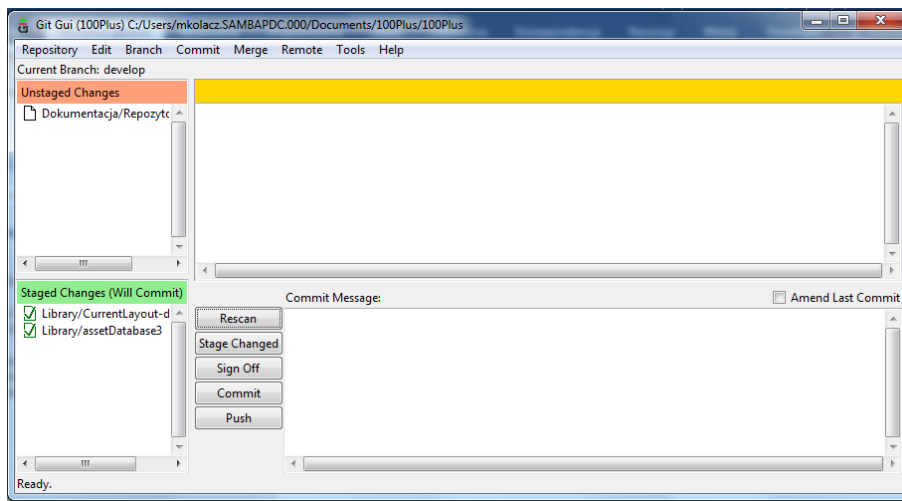 Git Gui (100Plus) C:/Users/mkolacz.SAMBAPDC.000/Documents/100Plus/100Plus
Repository Edit Branch Commit Merge Remote Tools Help
Current Branch: develop
Unstaged Changes
Dokumentacja/Repozytc
Staged Changes (Will Commit)
Library/CurrentLayout-d
Library/assetDatabase3
Commit Message:
Amend Last Commit
Rescan
Stage Changed
Sign Off
Commit
Push
Ready.